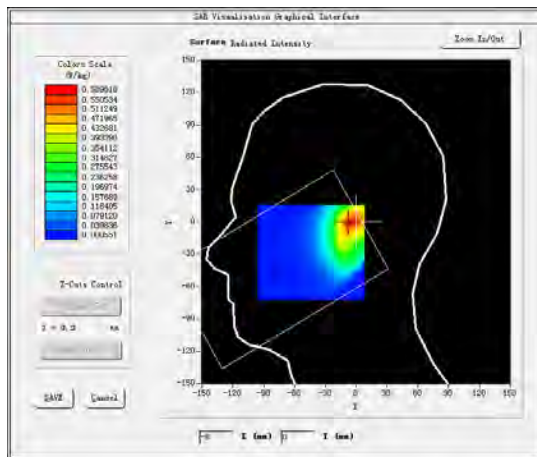 SAR Visualisation Graphical Interface
Surface Radiated Intensity
Zoom In/Out
Colors Scale
(W/kg)
0.550534
0.511249
0.471965
0.432681
0.393396
0.354112
0.314827
0.275543
0.236258
0.196974
0.157689
0.118405
0.079120
0.039836
0.000551
150
120
90
60
30
0
-30
-60
-90
-120
-150
Y
-150 -120 -90 -60 -30 0 30 60 90 120 150
X
Z-Cuts Control
SAVE
Cancel
X (mm) 0 Y (mm)